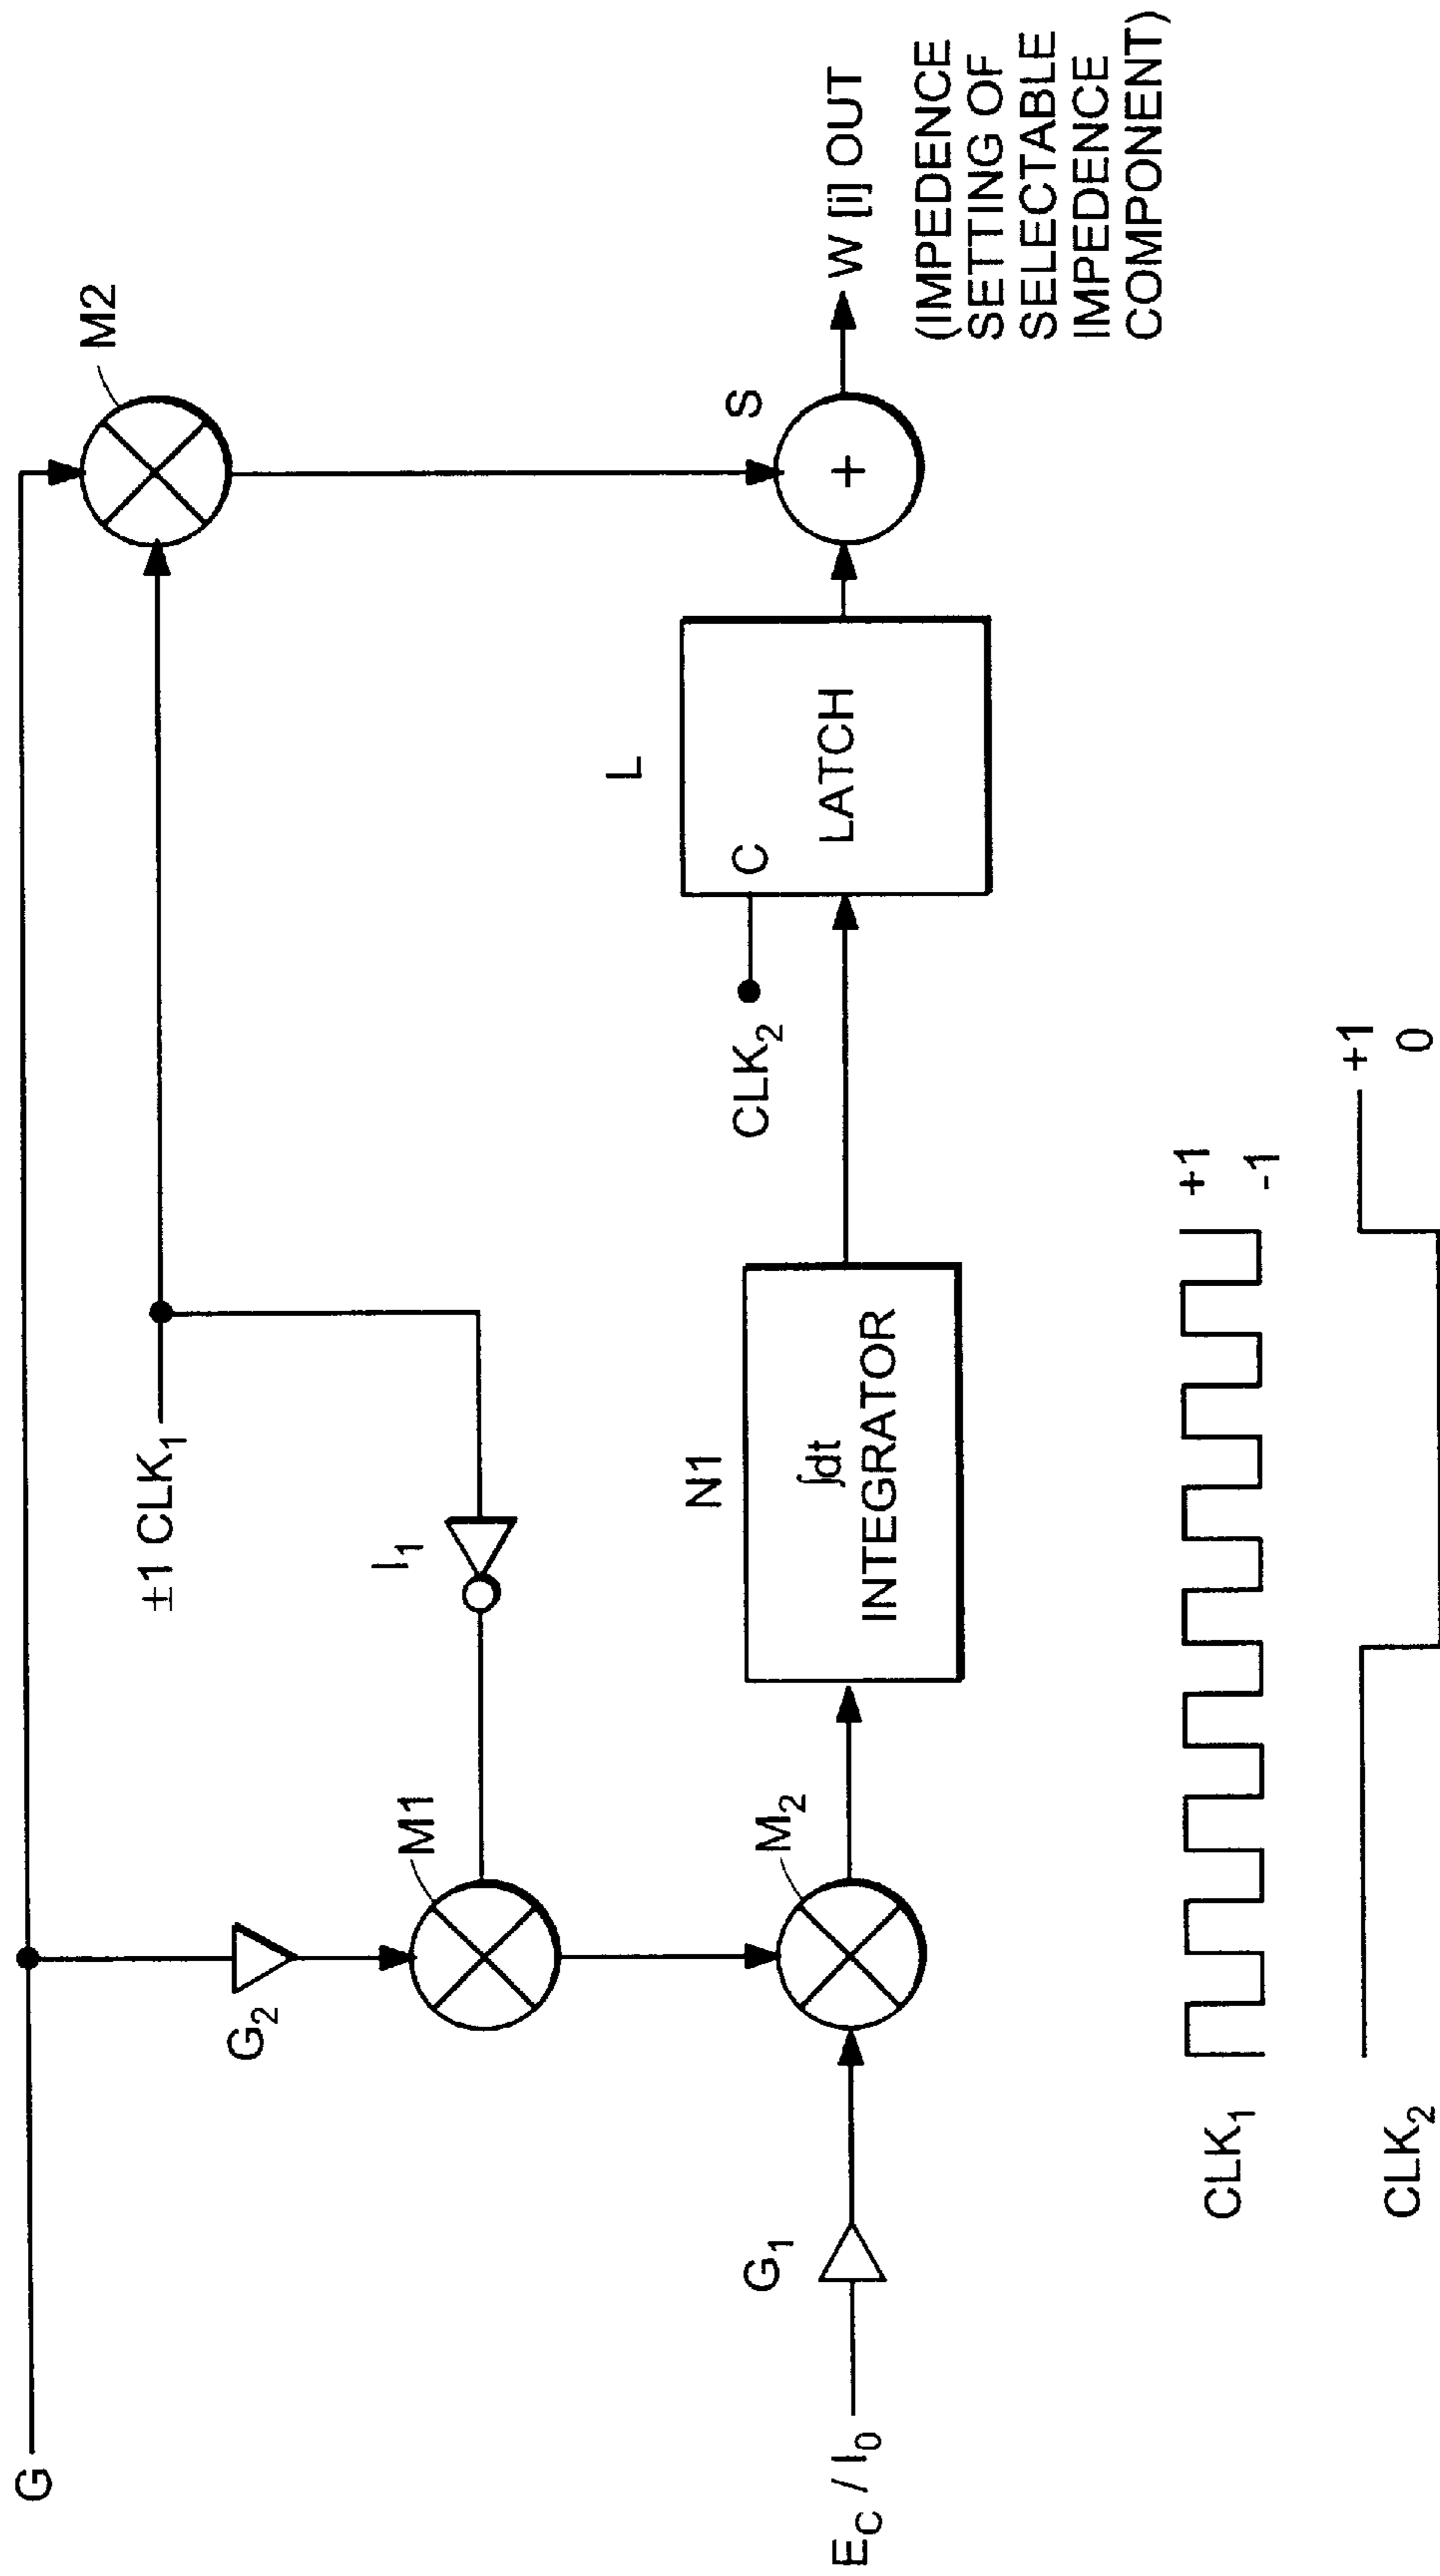 G
±1 CLK₁
M2
G₂
I₁
M1
E_C / I₀
G₁
M₂
N1
∫dt
INTEGRATOR
CLK₂
C
L
LATCH
S
+
W [i] OUT
(IMPEDENCE
SETTING OF
SELECTABLE
IMPEDENCE
COMPONENT)
CLK₁
+1
-1
CLK₂
+1
0